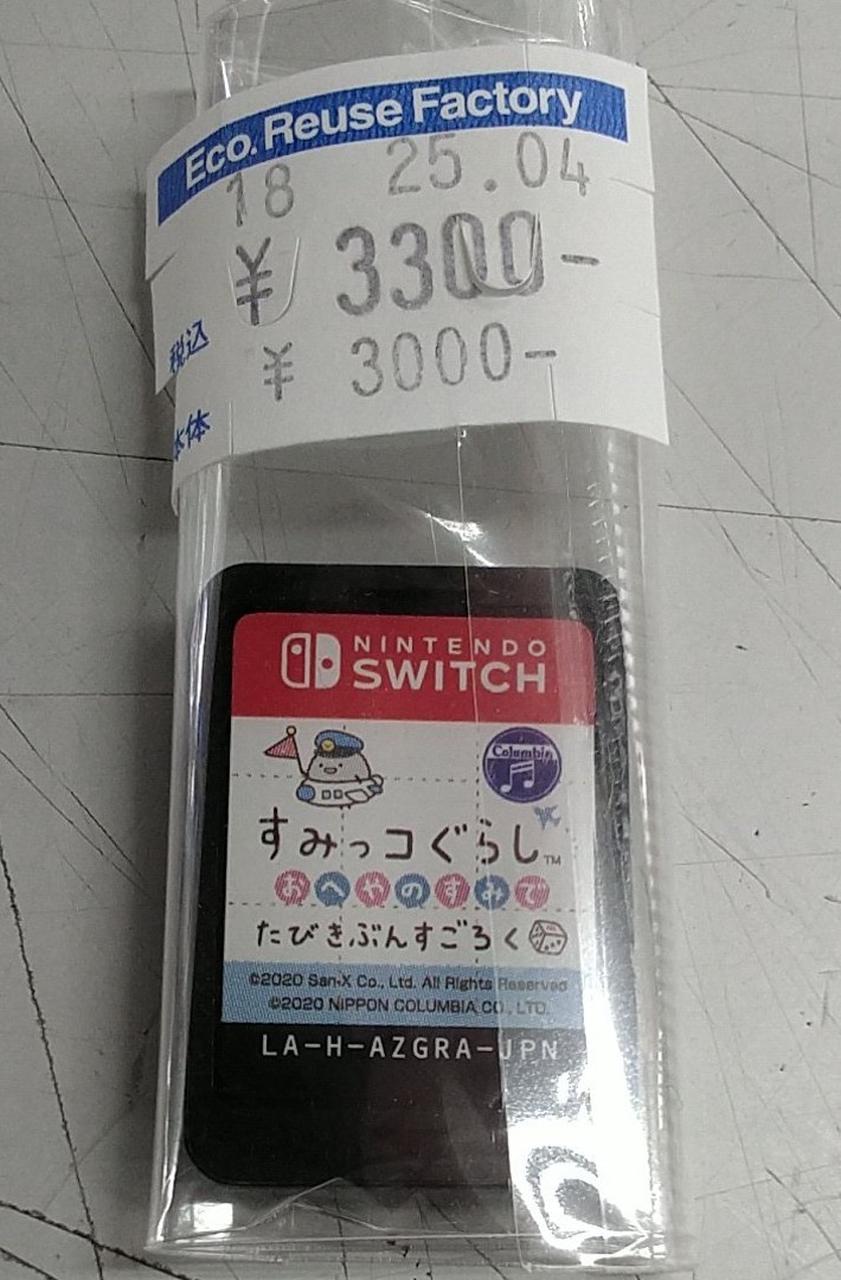 Eco. Reuse Factory
18 25.04
¥ 3300-
税込
¥ 3000-
本体
NINTENDO
SWITCH
Columbia
すみっコぐらし™
おへやのすみで
たびきぶんすごろく
©2020 San-X Co., Ltd. All Rights Reserved
©2020 NIPPON COLUMBIA CO., LTD.
LA-H-AZGRA-JPN